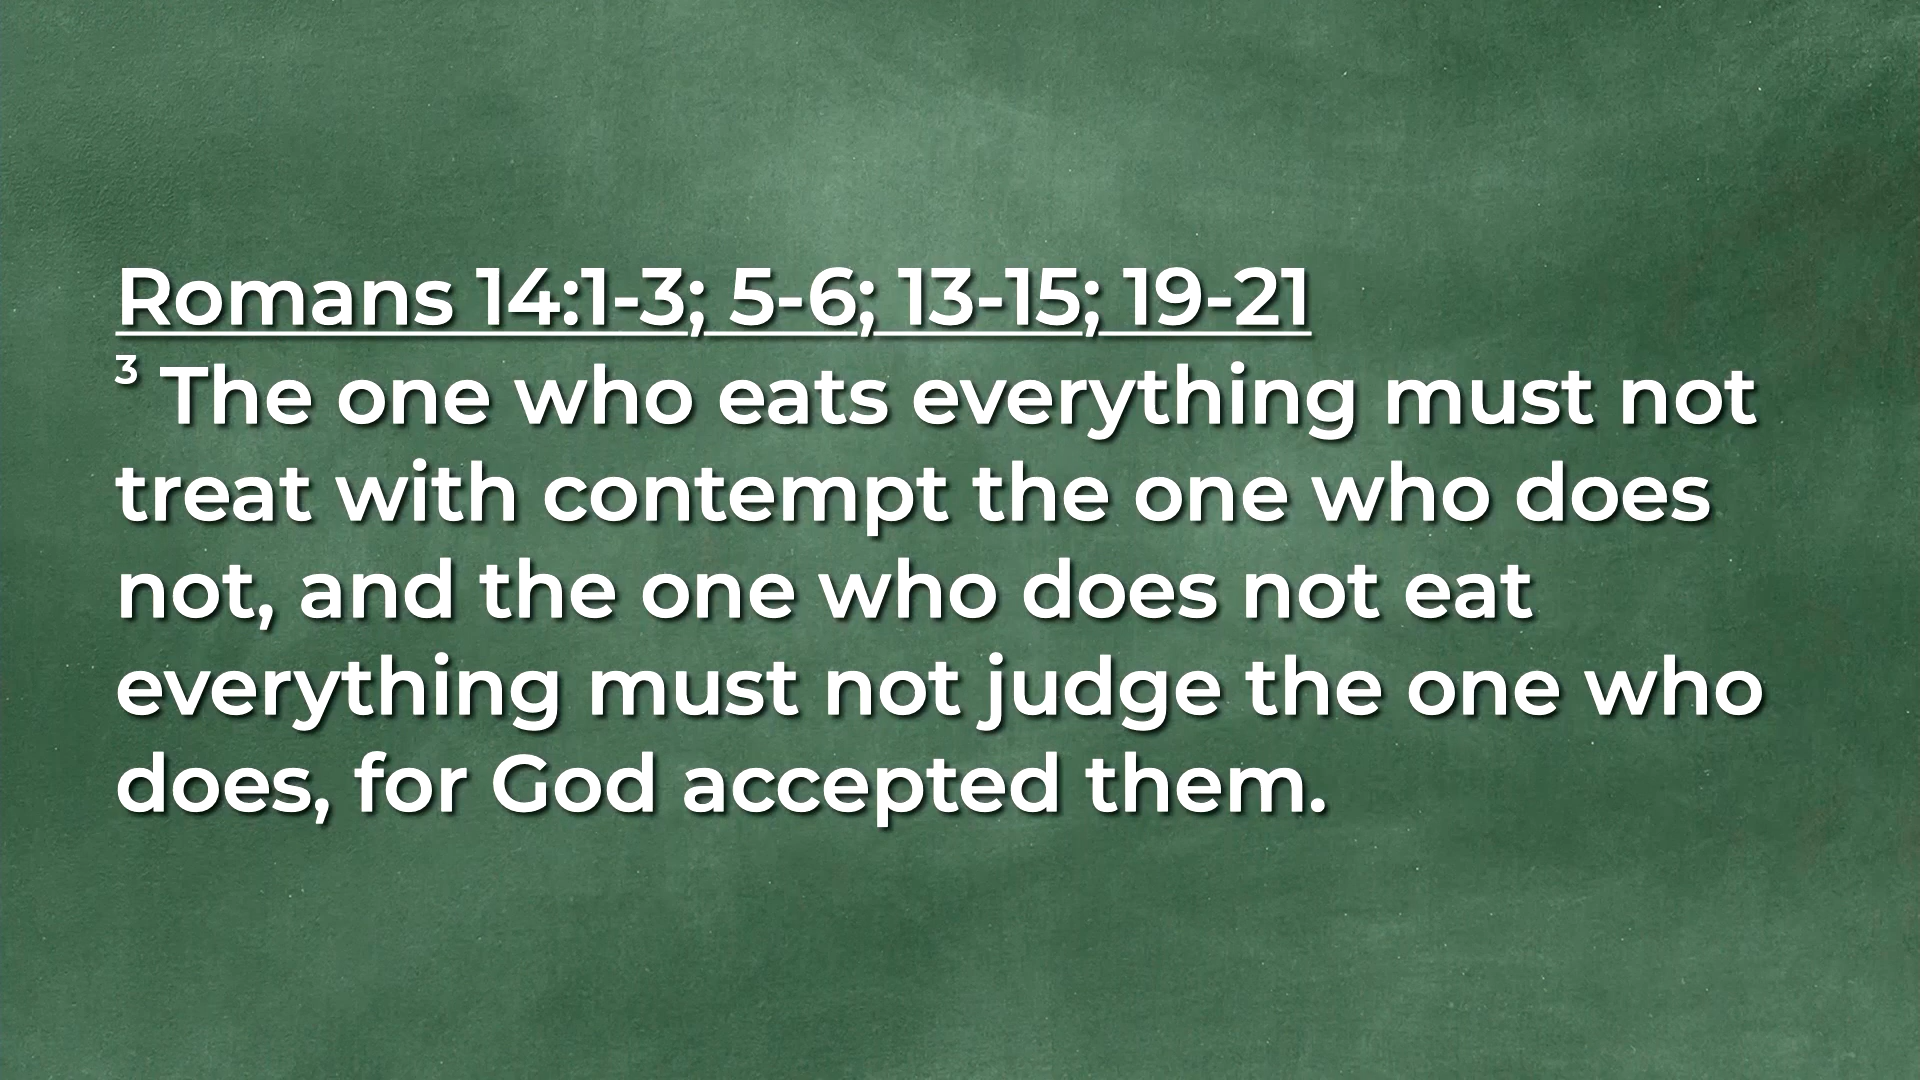 Romans 14:1-3; 5-6; 13-15; 19-21
³ The one who eats everything must not
treat with contempt the one who does
not, and the one who does not eat
everything must not judge the one who
does, for God accepted them.